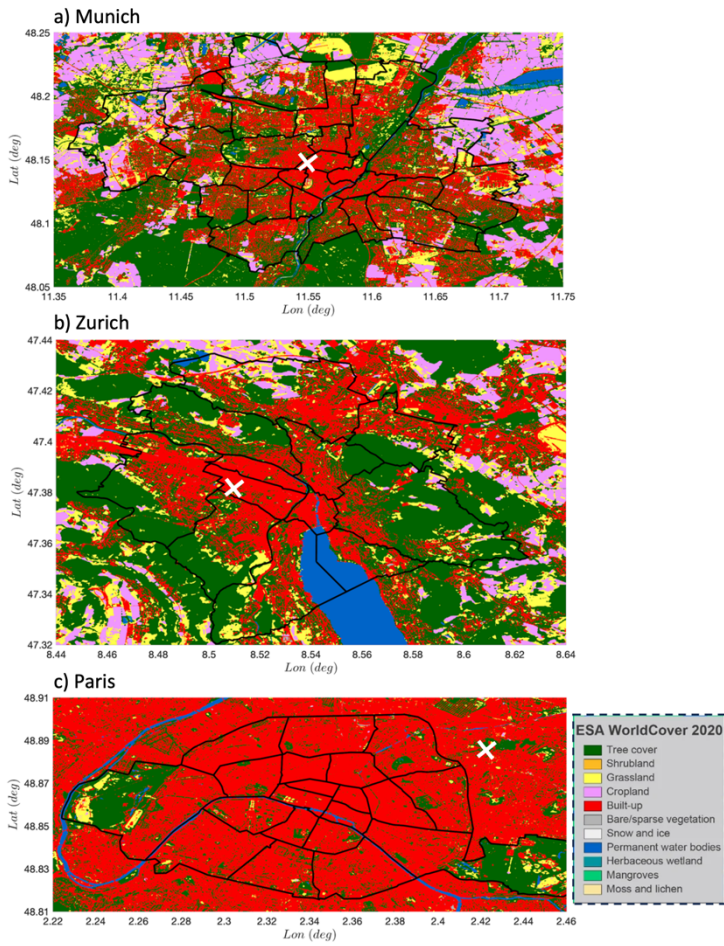 a) Munich
48.25
48.2
48.15
48.1
48.05
Lat (deg)
11.35 11.4 11.45 11.5 11.55 11.6 11.65 11.7 11.75
Lon (deg)
b) Zurich
47.44
47.42
47.4
47.38
47.36
47.34
47.32
Lat (deg)
8.44 8.46 8.48 8.5 8.52 8.54 8.56 8.58 8.6 8.62 8.64
Lon (deg)
c) Paris
48.91
48.89
48.87
48.85
48.83
48.81
Lat (deg)
2.22 2.24 2.26 2.28 2.3 2.32 2.34 2.36 2.38 2.4 2.42 2.44 2.46
Lon (deg)
ESA WorldCover 2020
Tree cover
Shrubland
Grassland
Cropland
Built-up
Bare/sparse vegetation
Snow and ice
Permanent water bodies
Herbaceous wetland
Mangroves
Moss and lichen